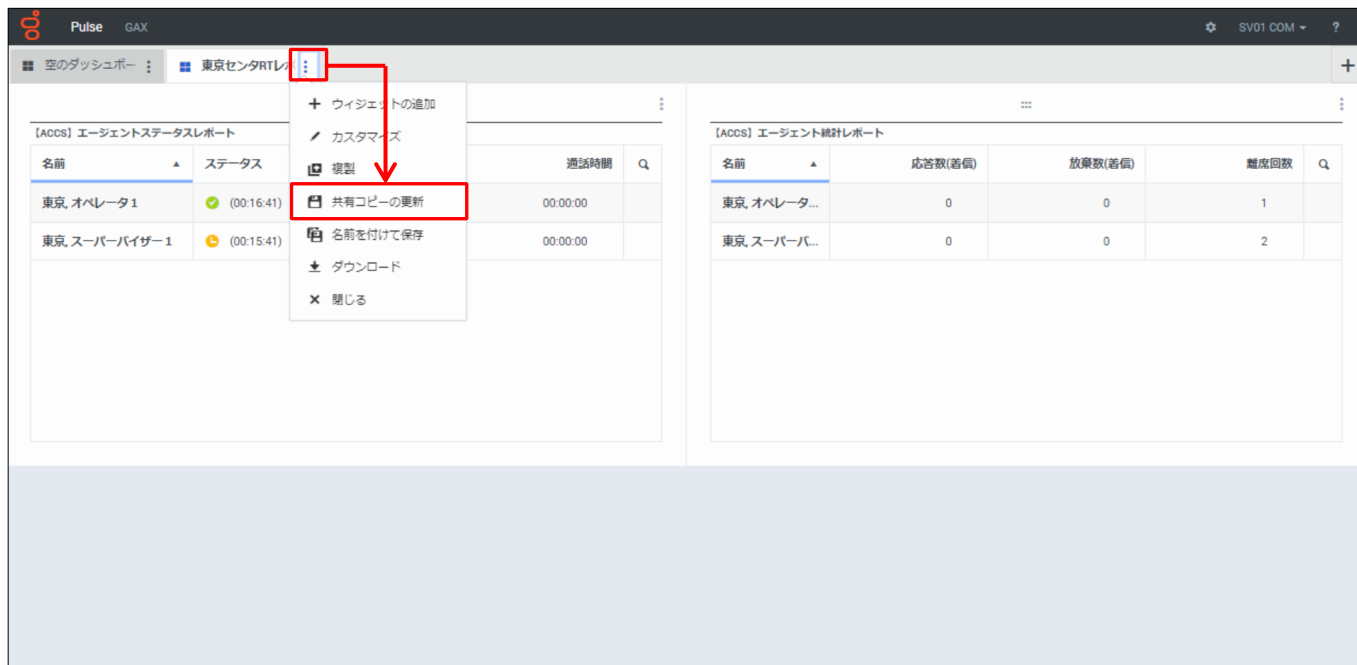 Pulse GAX SV01 COM ?
空のダッシュボー 東京センタRTレポ
ウィジェットの追加
カスタマイズ
複製
共有コピーの更新
名前を付けて保存
ダウンロード
閉じる
【ACCS】エージェントステータスレポート
名前 ステータス 通話時間
東京, オペレータ 1 (00:16:41) 00:00:00
東京, スーパーバイザー 1 (00:15:41) 00:00:00
【ACCS】エージェント統計レポート
名前 応答数(着信) 放棄数(着信) 離席回数
東京, オペレータ... 0 0 1
東京, スーパーバ... 0 0 2